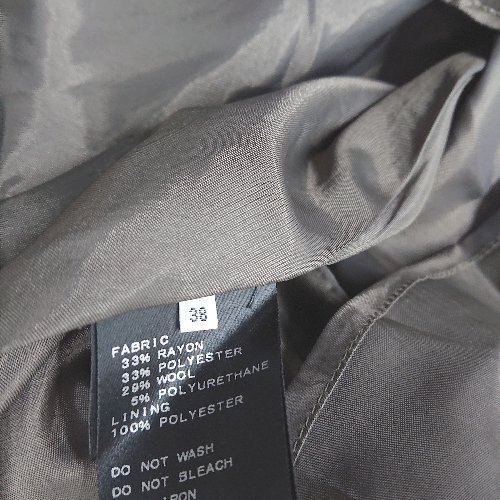 38
FABRIC
33% RAYON
33% POLYESTER
29% WOOL
5% POLYURETHANE
LINING
100% POLYESTER
DO NOT WASH
DO NOT BLEACH
IRON